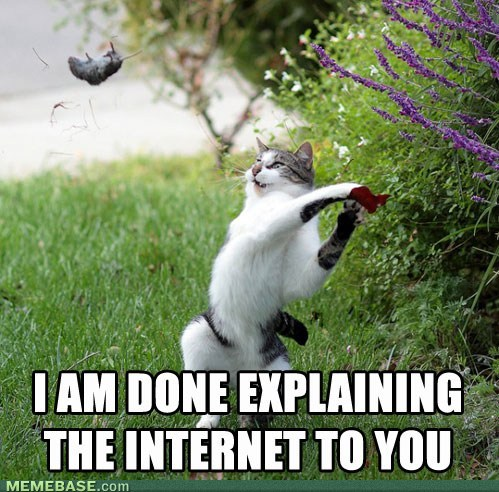 I AM DONE EXPLAINING
THE INTERNET TO YOU
MEMEBASE.com